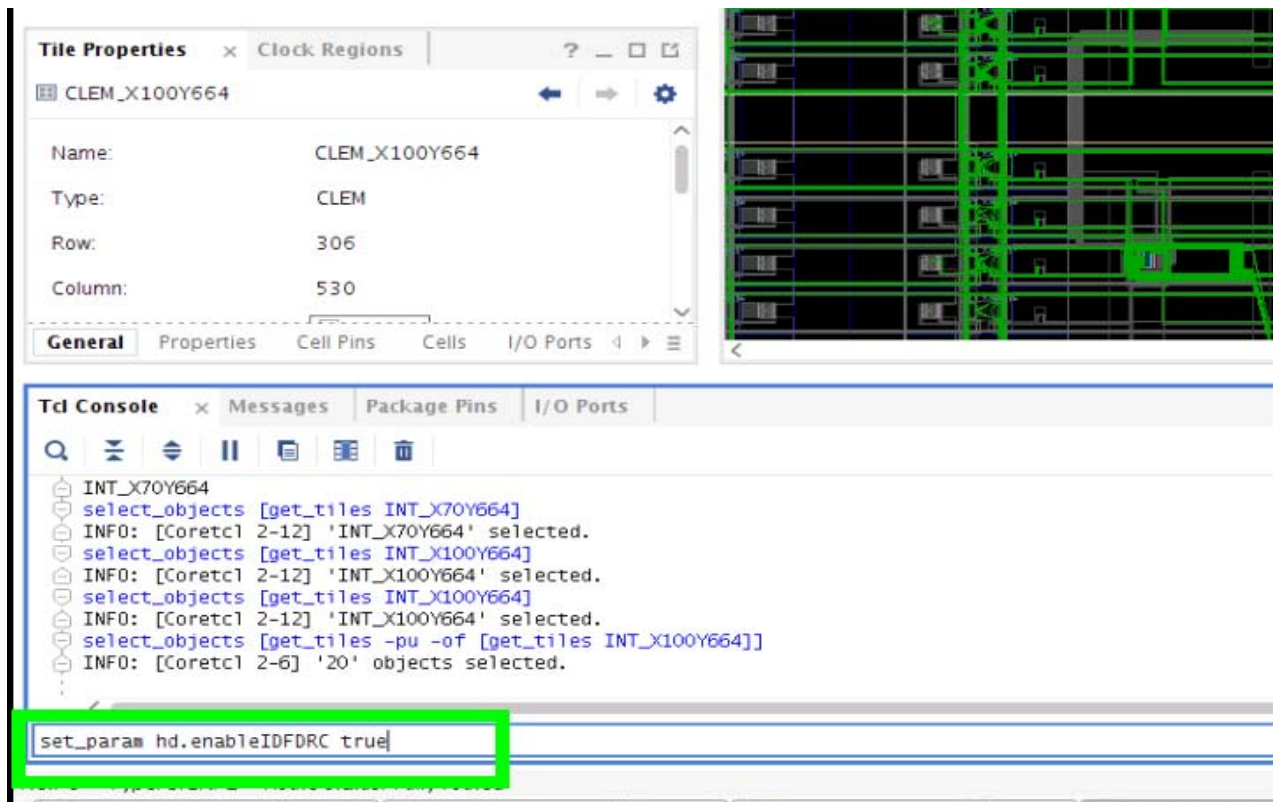 Tile Properties × Clock Regions ?
CLEM_X100Y664
Name: CLEM_X100Y664
Type: CLEM
Row: 306
Column: 530
General Properties Cell Pins Cells I/O Ports
Tcl Console × Messages Package Pins I/O Ports
INT_X70Y664
select_objects [get_tiles INT_X70Y664]
INFO: [Coretcl 2-12] 'INT_X70Y664' selected.
select_objects [get_tiles INT_X100Y664]
INFO: [Coretcl 2-12] 'INT_X100Y664' selected.
select_objects [get_tiles INT_X100Y664]
INFO: [Coretcl 2-12] 'INT_X100Y664' selected.
select_objects [get_tiles -pu -of [get_tiles INT_X100Y664]]
INFO: [Coretcl 2-6] '20' objects selected.
set_param hd.enableIDFDRC true